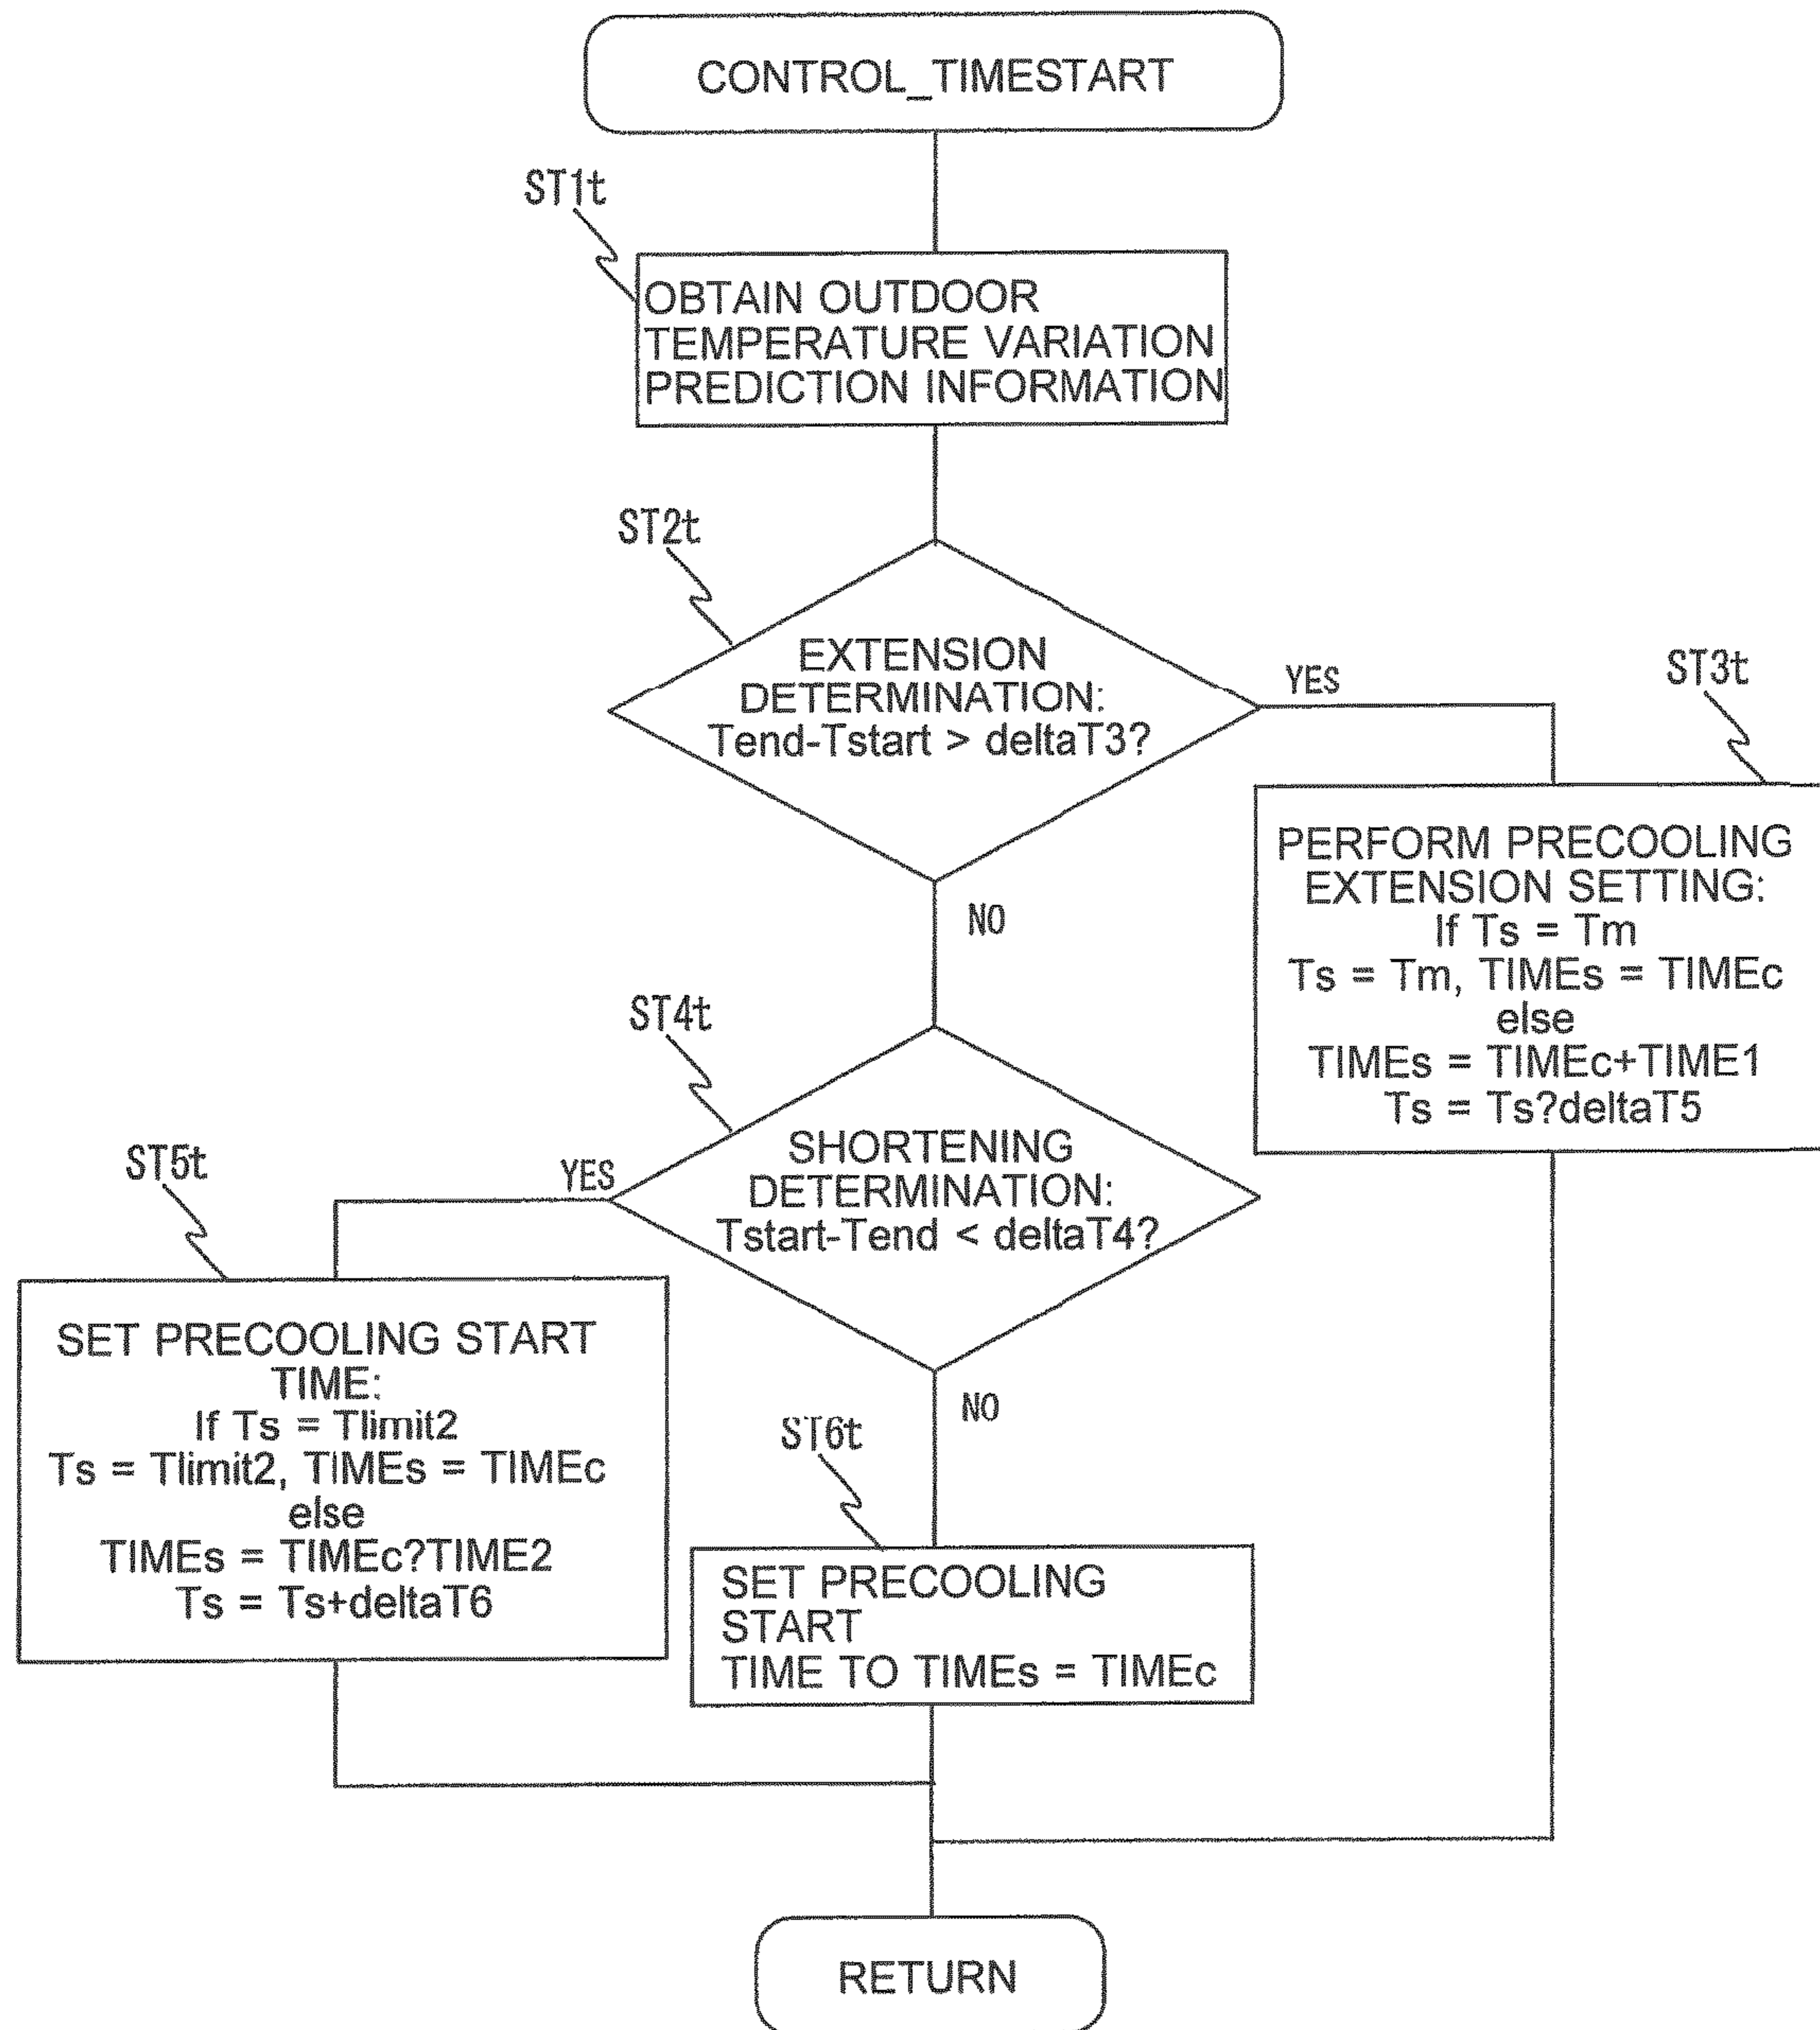 CONTROL_TIMESTART
ST1t
OBTAIN OUTDOOR
TEMPERATURE VARIATION
PREDICTION INFORMATION
ST2t
EXTENSION
DETERMINATION:
Tend-Tstart > deltaT3?
YES
NO
ST3t
PERFORM PRECOOLING
EXTENSION SETTING:
If Ts = Tm
Ts = Tm, TIMEs = TIMEc
else
TIMEs = TIMEc+TIME1
Ts = Ts?deltaT5
ST4t
SHORTENING
DETERMINATION:
Tstart-Tend < deltaT4?
YES
NO
ST5t
SET PRECOOLING START
TIME:
If Ts = Tlimit2
Ts = Tlimit2, TIMEs = TIMEc
else
TIMEs = TIMEc?TIME2
Ts = Ts+deltaT6
ST6t
SET PRECOOLING
START
TIME TO TIMEs = TIMEc
RETURN